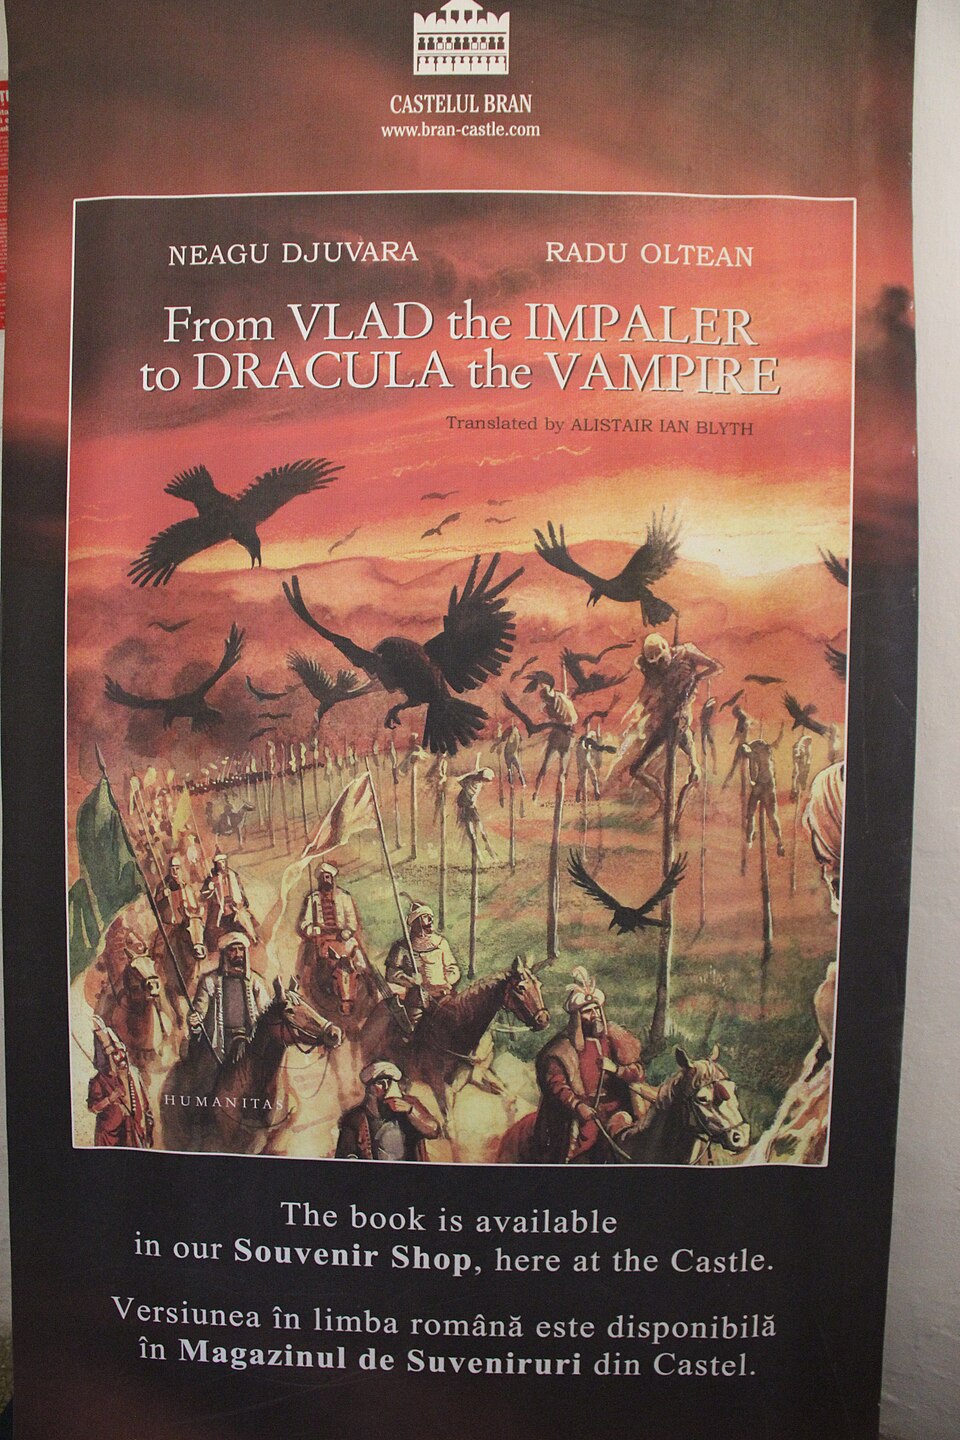 CASTELUL BRAN
www.bran-castle.com
NEAGU DJUVARA
RADU OLTEAN
From VLAD the IMPALER
to DRACULA the VAMPIRE
Translated by ALISTAIR IAN BLYTH
HUMANITAS
The book is available
in our Souvenir Shop, here at the Castle.
Versiunea în limba română este disponibilă
în Magazinul de Suveniruri din Castel.